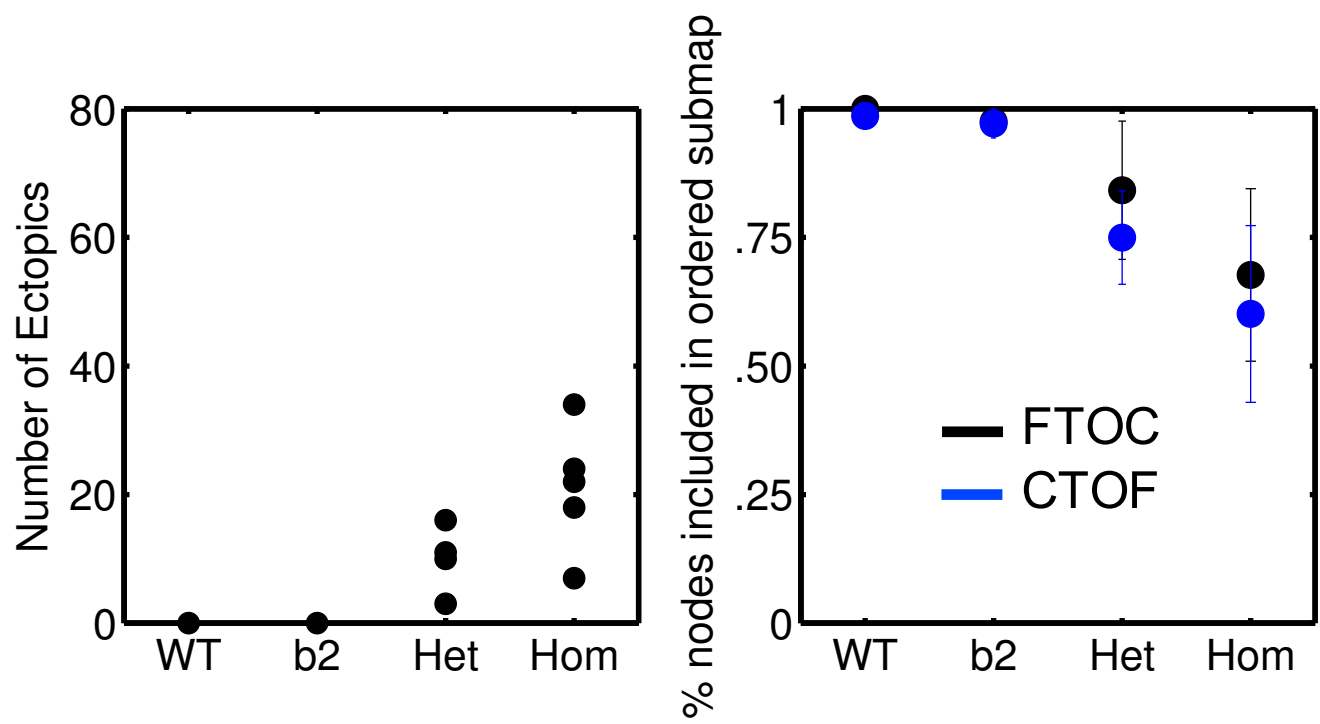 Number of Ectopics
80
60
40
20
0
WT b2 Het Hom
% nodes included in ordered submap
1
.75
.50
.25
0
FTOC
CTOF
WT b2 Het Hom